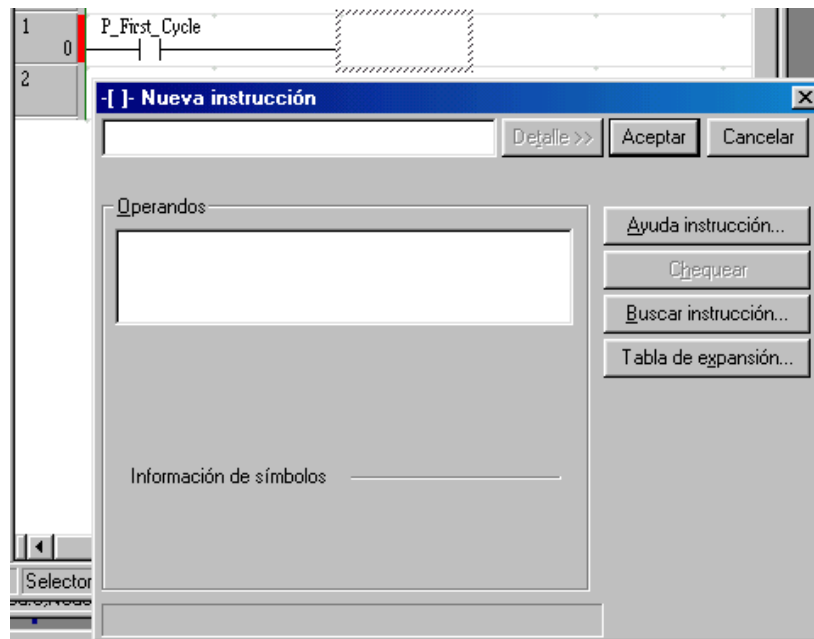 1
P_First_Cycle
0
2
-[ ]- Nueva instrucción
Detalle >>
Aceptar
Cancelar
Operandos
Ayuda instrucción...
Chequear
Buscar instrucción...
Tabla de expansión...
Información de símbolos
Selector